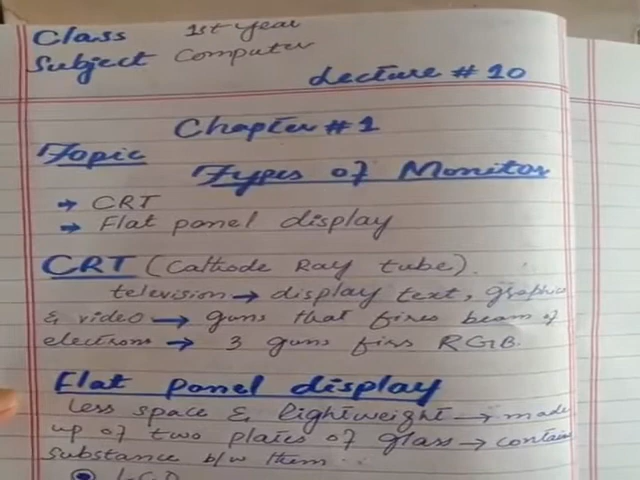 Class 1st year
Subject Computer
Lecture # 10
Chapter # 1
Topic
Types of Monitor
→ CRT
→ Flat panel display
CRT (Cathode Ray tube).
television → display text, graphics
& video → guns that fires beam of
electrons → 3 guns fires RGB.
Flat panel display
less space & lightweight → made
up of two plates of glass → contains
substance b/w them..
LCD